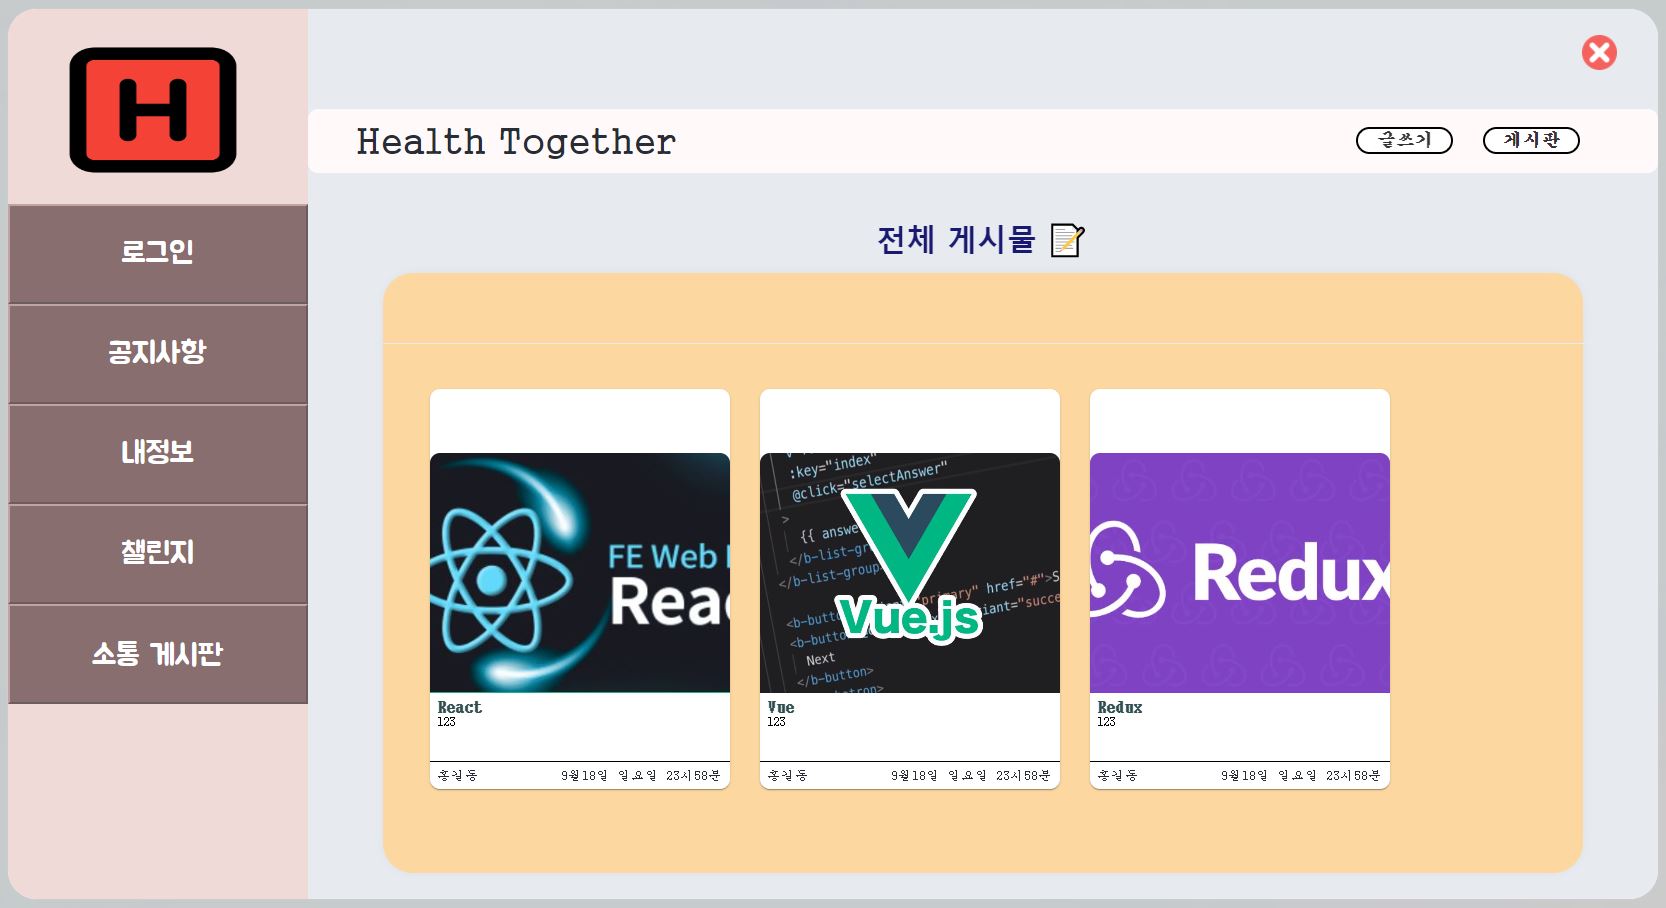 H
Health Together
글쓰기
게시판
로그인
공지사항
내정보
챌린지
소통 게시판
전체 게시물 📝
FE Web
Reac
:key="index"
@click="selectAnswer"
>
{{ answe
</b-list-gro
</b-list-group>
<b-butto
primary" href="#">S
<b-button
iant="succe
Next
</b-button>
Vue.js
Redux
React
123
홍길동
9월18일 일요일 23시58분
Vue
123
홍길동
9월18일 일요일 23시58분
Redux
123
홍길동
9월18일 일요일 23시58분